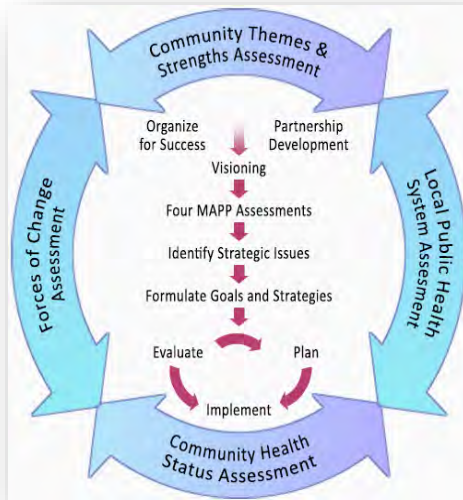 Community Themes &
Strengths Assessment
Organize
for Success
Partnership
Development
Visioning
Four MAPP Assessments
Identify Strategic Issues
Formulate Goals and Strategies
Evaluate
Plan
Implement
Forces of Change
Assessment
Local Public Health
System Assessment
Community Health
Status Assessment